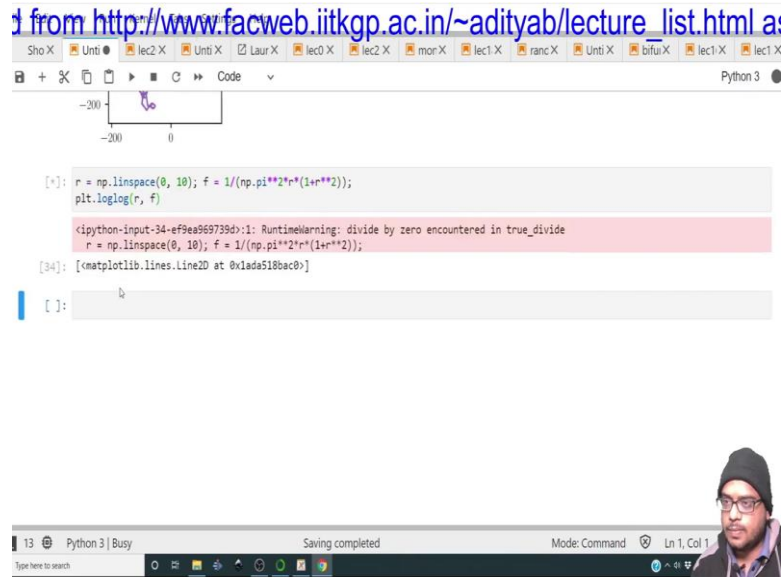 d from http://www.facweb.iitkgp.ac.in/~adityab/lecture_list.html as
Sho X Unti lec2 X Unti X Laur X lec0 X lec2 X mor X lec1 X ranc X Unti X bifu X lec1 X lec1 X
Code
Python 3
-200
-200 0
[*]: r = np.linspace(0, 10); f = 1/(np.pi**2*r*(1+r**2));
plt.loglog(r, f)
<ipython-input-34-ef9ea969739d>:1: RuntimeWarning: divide by zero encountered in true_divide
r = np.linspace(0, 10); f = 1/(np.pi**2*r*(1+r**2));
[34]: [<matplotlib.lines.Line2D at 0x1ada518bac0>]
[ ]:
13 Python 3 | Busy Saving completed Mode: Command Ln 1, Col 1
Type here to search